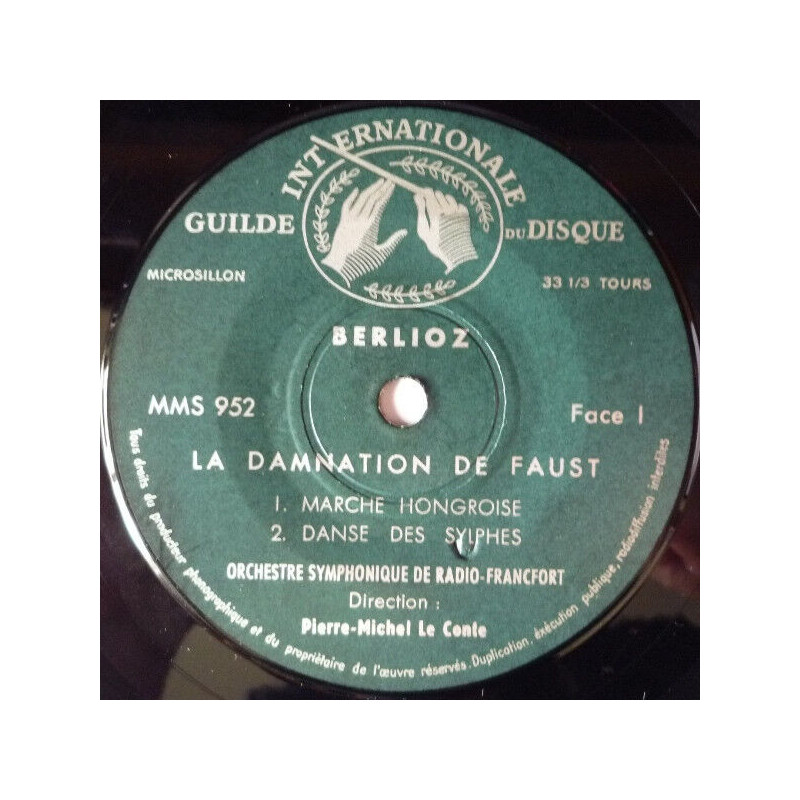 GUILDE INTERNATIONALE DU DISQUE
MICROSILLON
33 1/3 TOURS
BERLIOZ
MMS 952
Face 1
LA DAMNATION DE FAUST
1. MARCHE HONGROISE
2. DANSE DES SYLPHES
ORCHESTRE SYMPHONIQUE DE RADIO-FRANCFORT
Direction :
Pierre-Michel Le Conte
Tous droits du producteur phonographique et du propriétaire de l'œuvre réservés. Duplication, exécution publique, radiodiffusion interdites